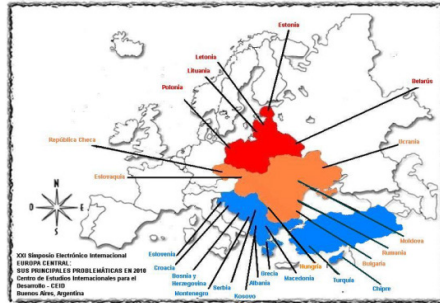 Estonia
Letonia
Lituania
Polonia
Belarús
República Checa
Ucrania
Eslovaquia
N
D
E
S
Moldova
Rumania
Bulgaria
Eslovenia
Croacia
Bosnia y
Herzegovina
Montenegro
Serbia
Kosovo
Albania
Grecia
Macedonia
Hungría
Turquía
Chipre
XXI Simposio Electrónico Internacional
EUROPA CENTRAL:
SUS PRINCIPALES PROBLEMÁTICAS EN 2010
Centro de Estudios Internacionales para el
Desarrollo - CEID
Buenos Aires, Argentina